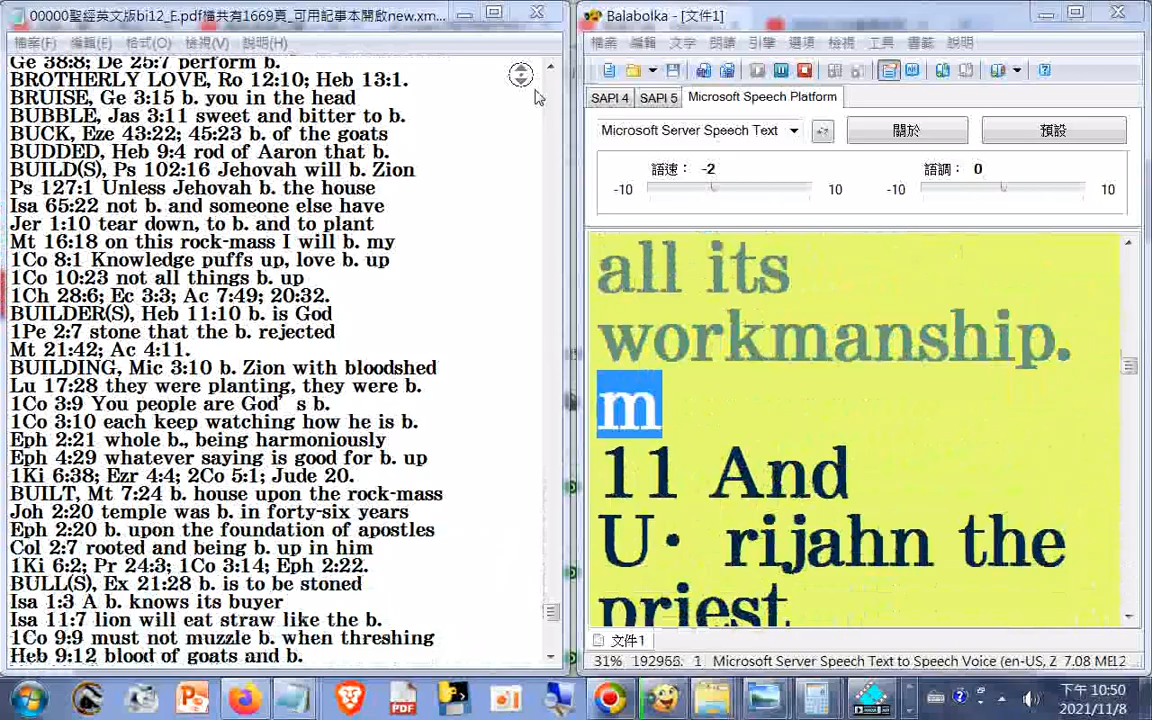 00000聖經英文版bi12_E.pdf檔共有1669頁_可用記事本開啟new.xm...
檔案(F) 編輯(E) 格式(O) 檢視(V) 說明(H)
Ge 38:8; De 25:7 perform b.
BROTHERLY LOVE, Ro 12:10; Heb 13:1.
BRUISE, Ge 3:15 b. you in the head
BUBBLE, Jas 3:11 sweet and bitter to b.
BUCK, Eze 43:22; 45:23 b. of the goats
BUDDED, Heb 9:4 rod of Aaron that b.
BUILD(S), Ps 102:16 Jehovah will b. Zion
Ps 127:1 Unless Jehovah b. the house
Isa 65:22 not b. and someone else have
Jer 1:10 tear down, to b. and to plant
Mt 16:18 on this rock-mass I will b. my
1Co 8:1 Knowledge puffs up, love b. up
1Co 10:23 not all things b. up
1Ch 28:6; Ec 3:3; Ac 7:49; 20:32.
BUILDER(S), Heb 11:10 b. is God
1Pe 2:7 stone that the b. rejected
Mt 21:42; Ac 4:11.
BUILDING, Mic 3:10 b. Zion with bloodshed
Lu 17:28 they were planting, they were b.
1Co 3:9 You people are God’s b.
1Co 3:10 each keep watching how he is b.
Eph 2:21 whole b., being harmoniously
Eph 4:29 whatever saying is good for b. up
1Ki 6:38; Ezr 4:4; 2Co 5:1; Jude 20.
BUILT, Mt 7:24 b. house upon the rock-mass
Joh 2:20 temple was b. in forty-six years
Eph 2:20 b. upon the foundation of apostles
Col 2:7 rooted and being b. up in him
1Ki 6:2; Pr 24:3; 1Co 3:14; Eph 2:22.
BULL(S), Ex 21:28 b. is to be stoned
Isa 1:3 A b. knows its buyer
Isa 11:7 lion will eat straw like the b.
1Co 9:9 must not muzzle b. when threshing
Heb 9:12 blood of goats and b.
Balabolka - [文件1]
檔案 編輯 文字 朗讀 引擎 選項 檢視 工具 書籤 說明
SAPI 4 SAPI 5 Microsoft Speech Platform
Microsoft Server Speech Text 關於 預設
語速： -2 語調： 0
-10 10 -10 10
all its
workmanship.
m
11 And
U· rijahn the
priest
文件1
31% 192958: 1 Microsoft Server Speech Text to Speech Voice (en-US, Z 7.08 ME12
下午 10:50
2021/11/8